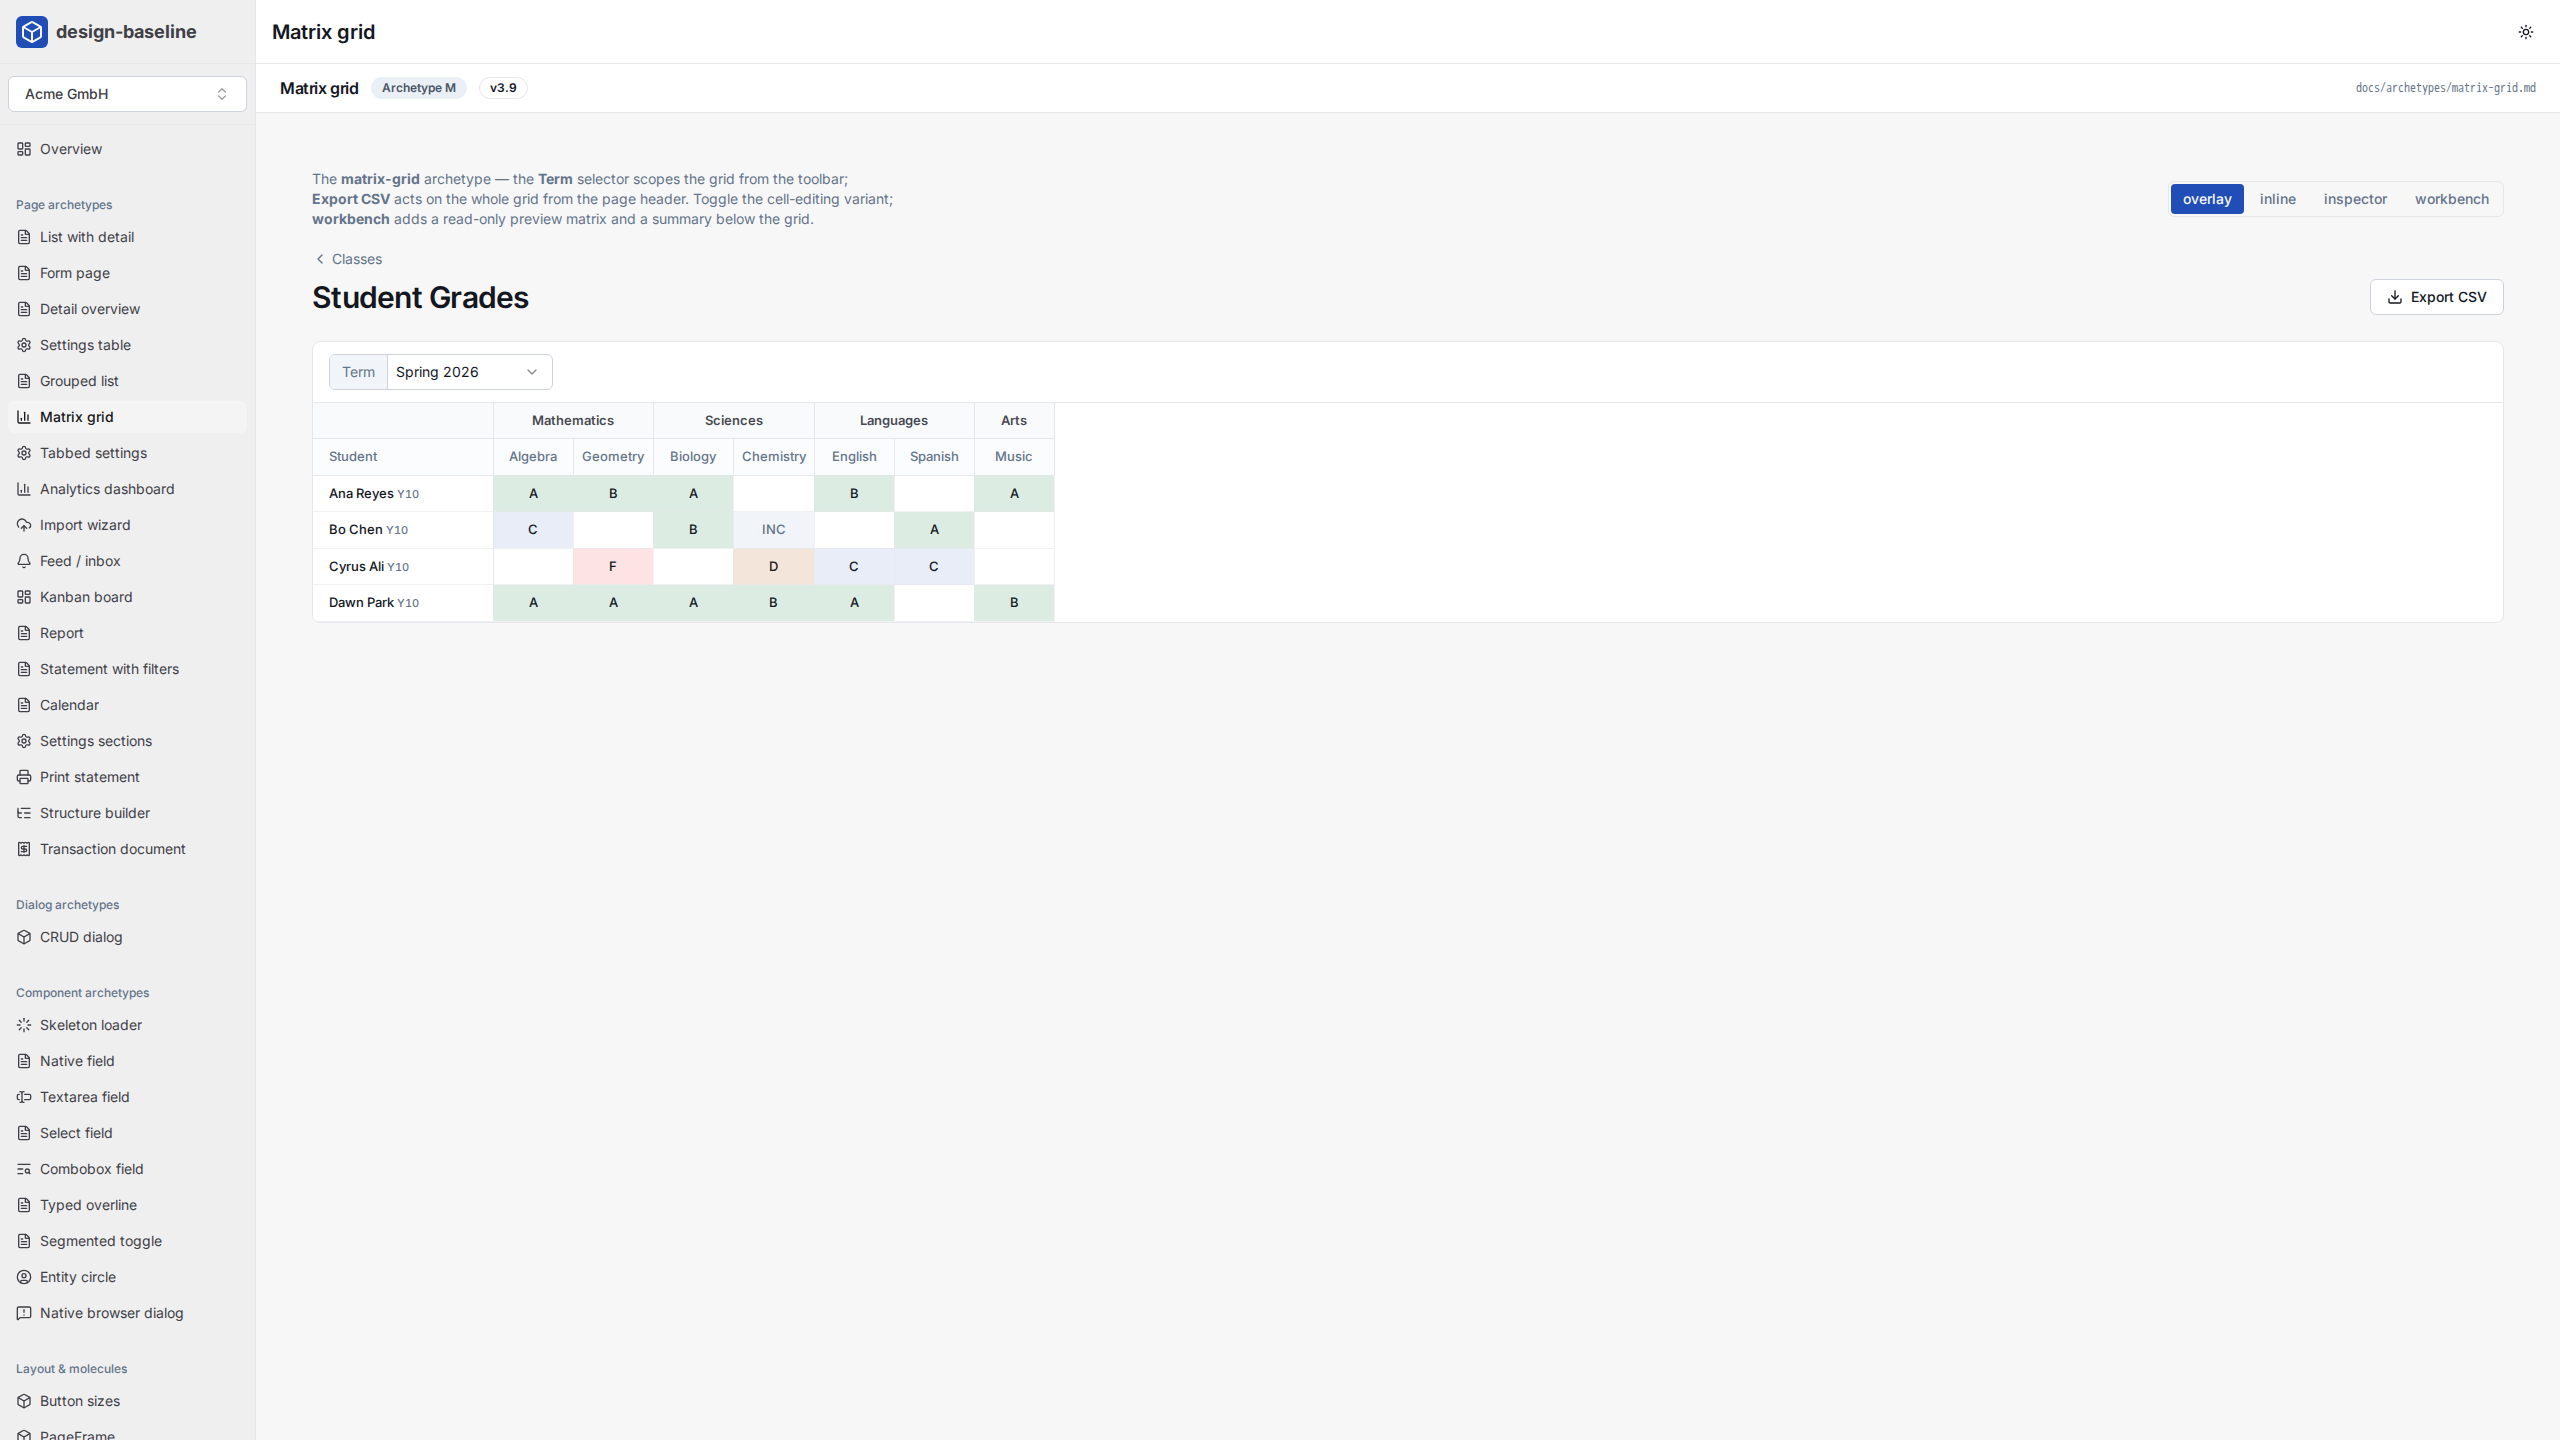 design-baseline
Matrix grid
Acme GmbH
Matrix grid
Archetype M
v3.9
docs/archetypes/matrix-grid.md
Overview
Page archetypes
List with detail
Form page
Detail overview
Settings table
Grouped list
Matrix grid
Tabbed settings
Analytics dashboard
Import wizard
Feed / inbox
Kanban board
Report
Statement with filters
Calendar
Settings sections
Print statement
Structure builder
Transaction document
Dialog archetypes
CRUD dialog
Component archetypes
Skeleton loader
Native field
Textarea field
Select field
Combobox field
Typed overline
Segmented toggle
Entity circle
Native browser dialog
Layout & molecules
Button sizes
PageFrame
The matrix-grid archetype — the Term selector scopes the grid from the toolbar;
Export CSV acts on the whole grid from the page header. Toggle the cell-editing variant;
workbench adds a read-only preview matrix and a summary below the grid.
overlay inline inspector workbench
Classes
Student Grades
Export CSV
Term Spring 2026
Mathematics Sciences Languages Arts
Student Algebra Geometry Biology Chemistry English Spanish Music
Ana Reyes Y10 A B A B A
Bo Chen Y10 C B INC A
Cyrus Ali Y10 F D C C
Dawn Park Y10 A A A B A B